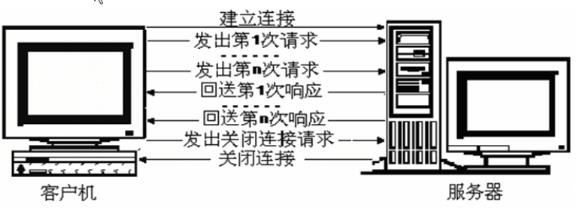 建立连接
发出第1次请求
发出第n次请求
回送第1次响应
回送第n次响应
发出关闭连接请求
关闭连接
客户机
服务器